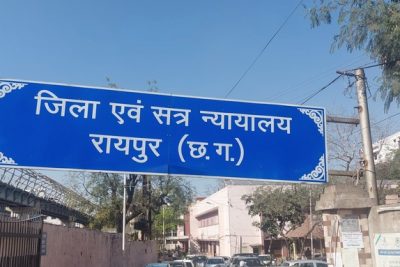 जिला एवं सत्र न्यायालय
रायपुर (छ.ग.)